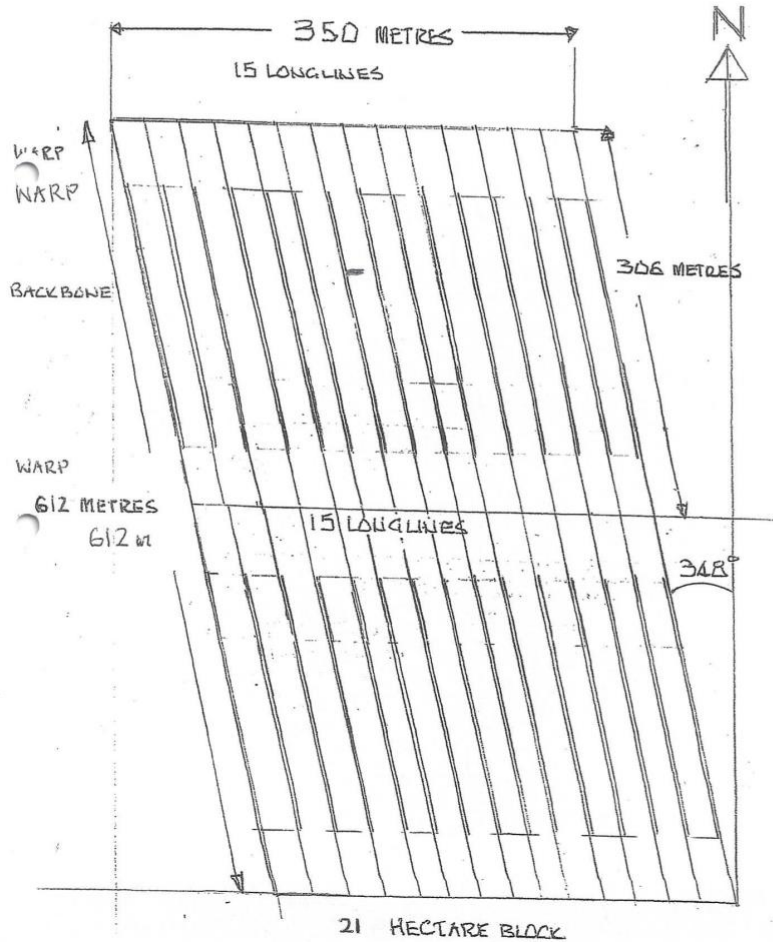 350 METRES
N
15 LONGLINES
WARP
WARP
306 METRES
BACKBONE
WARP
612 METRES
15 LONGLINES
612 m
348°
21 HECTARE BLOCK